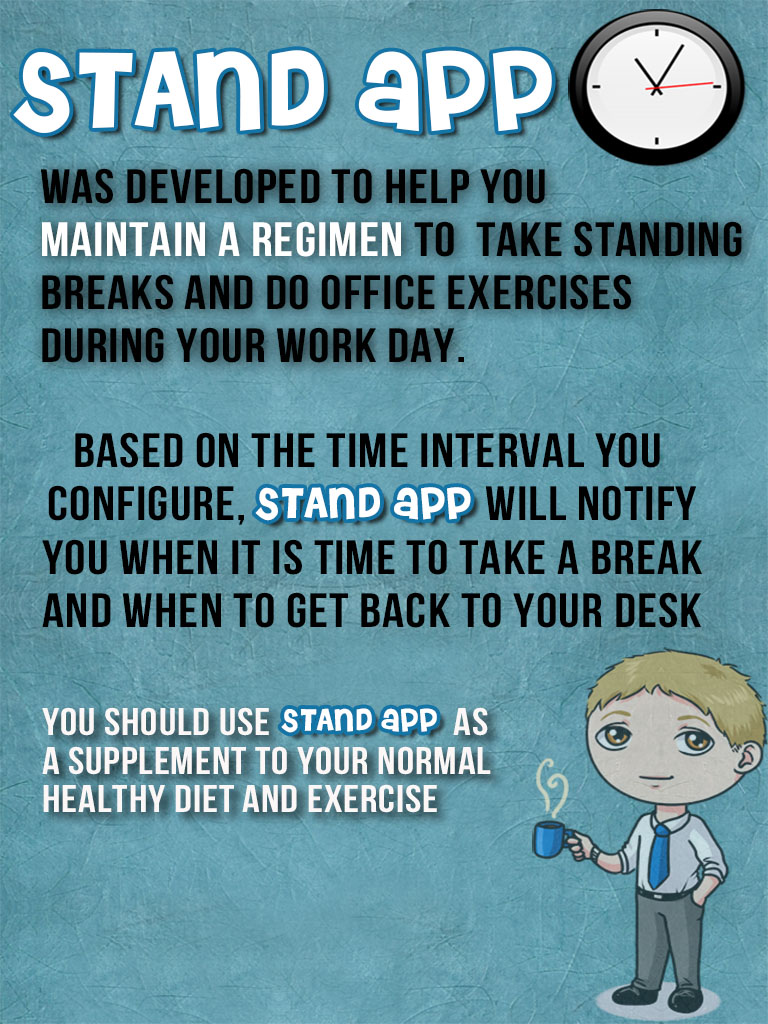 STAND APP
WAS DEVELOPED TO HELP YOU
MAINTAIN A REGIMEN TO TAKE STANDING
BREAKS AND DO OFFICE EXERCISES
DURING YOUR WORK DAY.
BASED ON THE TIME INTERVAL YOU
CONFIGURE, STAND APP WILL NOTIFY
YOU WHEN IT IS TIME TO TAKE A BREAK
AND WHEN TO GET BACK TO YOUR DESK
YOU SHOULD USE STAND APP AS
A SUPPLEMENT TO YOUR NORMAL
HEALTHY DIET AND EXERCISE